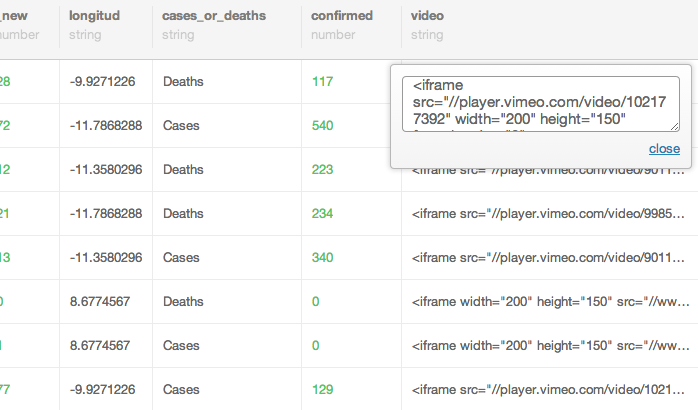 _new longitud cases_or_deaths confirmed video
number string string number string
28 -9.9271226 Deaths 117
<iframe
src="//player.vimeo.com/video/10217
7392" width="200" height="150"
72 -11.7868288 Cases 540
close
12 -11.3580296 Deaths 223 <iframe src="//player.vimeo.com/video/9011...
21 -11.7868288 Deaths 234 <iframe src="//player.vimeo.com/video/9985...
13 -11.3580296 Cases 340 <iframe src="//player.vimeo.com/video/9011...
0 8.6774567 Deaths 0 <iframe width="200" height="150" src="//ww...
8.6774567 Cases 0 <iframe width="200" height="150" src="//ww...
77 -9.9271226 Cases 129 <iframe src="//player.vimeo.com/video/1021...